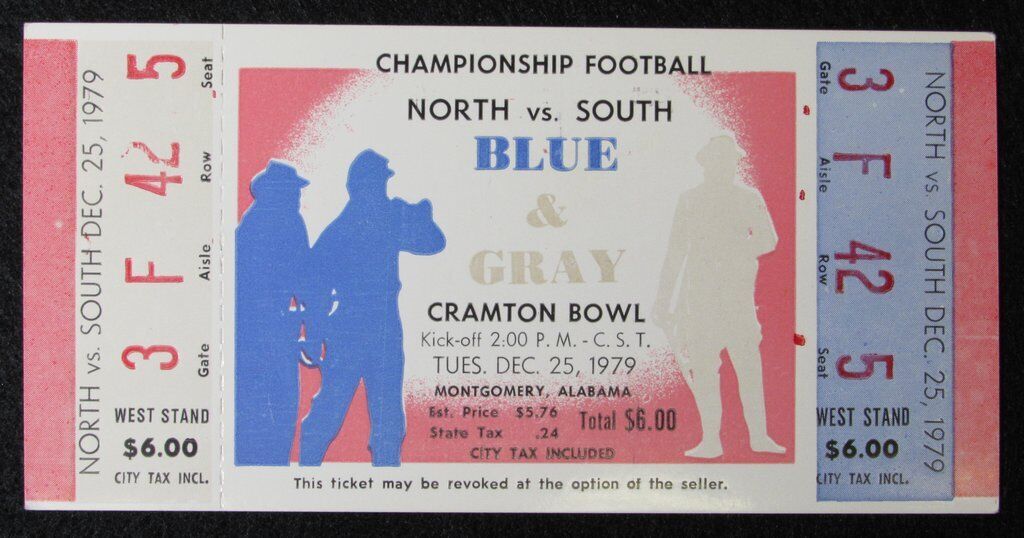 NORTH vs. SOUTH DEC. 25, 1979
Gate 3
Aisle F
Row 42
Seat 5
WEST STAND
$6.00
CITY TAX INCL.
CHAMPIONSHIP FOOTBALL
NORTH vs. SOUTH
BLUE
&
GRAY
CRAMTON BOWL
Kick-off 2:00 P. M. - C. S. T.
TUES. DEC. 25, 1979
MONTGOMERY, ALABAMA
Est. Price $5.76
State Tax .24
Total $6.00
CITY TAX INCLUDED
This ticket may be revoked at the option of the seller.
Gate 3
Aisle F
Row 42
Seat 5
NORTH vs. SOUTH DEC. 25, 1979
WEST STAND
$6.00
CITY TAX INCL.